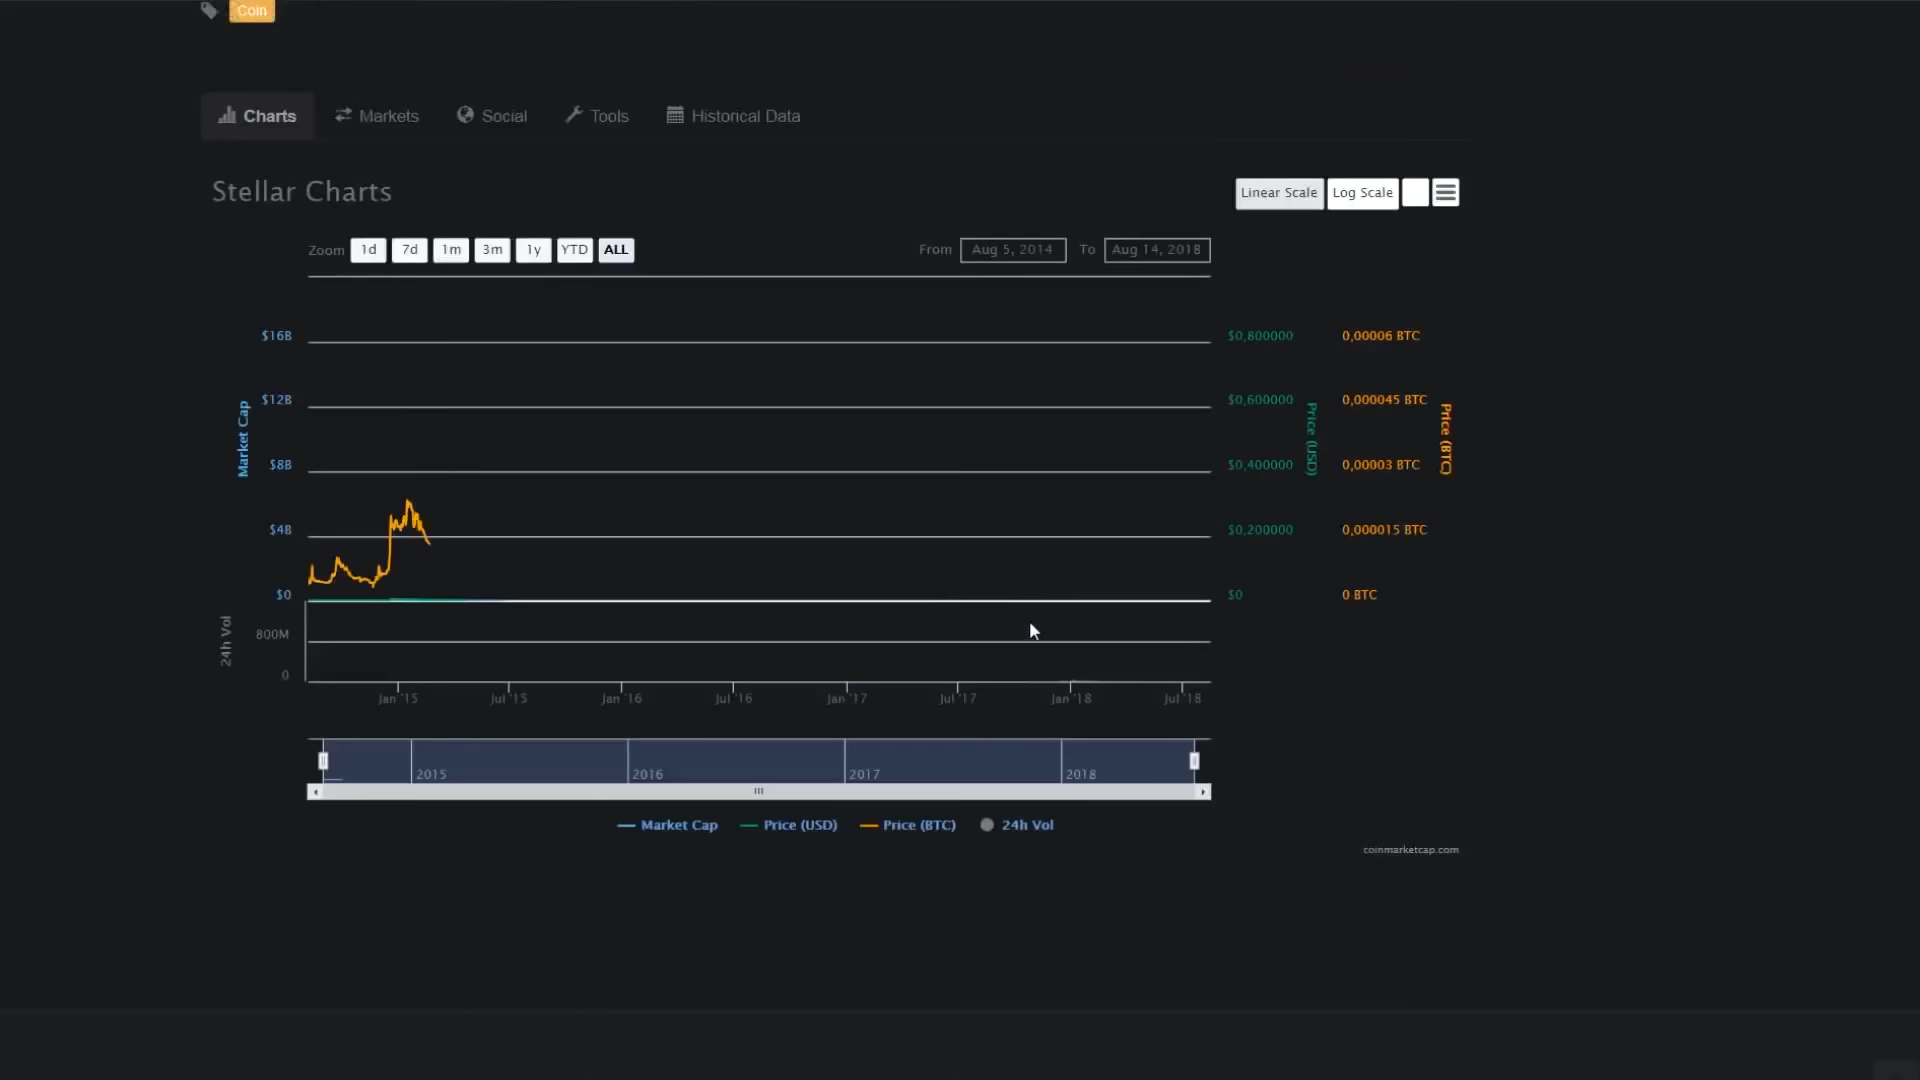 Coin
Charts Markets Social Tools Historical Data
Stellar Charts
Linear Scale Log Scale
Zoom 1d 7d 1m 3m 1y YTD ALL From Aug 5, 2014 To Aug 14, 2018
$16B $0,800000 0,00006 BTC
$12B $0,600000 0,000045 BTC
Market Cap Price (USD) Price (BTC)
$8B $0,400000 0,00003 BTC
$4B $0,200000 0,000015 BTC
$0 $0 0 BTC
24h Vol
800M
0
Jan '15 Jul '15 Jan '16 Jul '16 Jan '17 Jul '17 Jan '18 Jul '18
2015 2016 2017 2018
Market Cap Price (USD) Price (BTC) 24h Vol
coinmarketcap.com